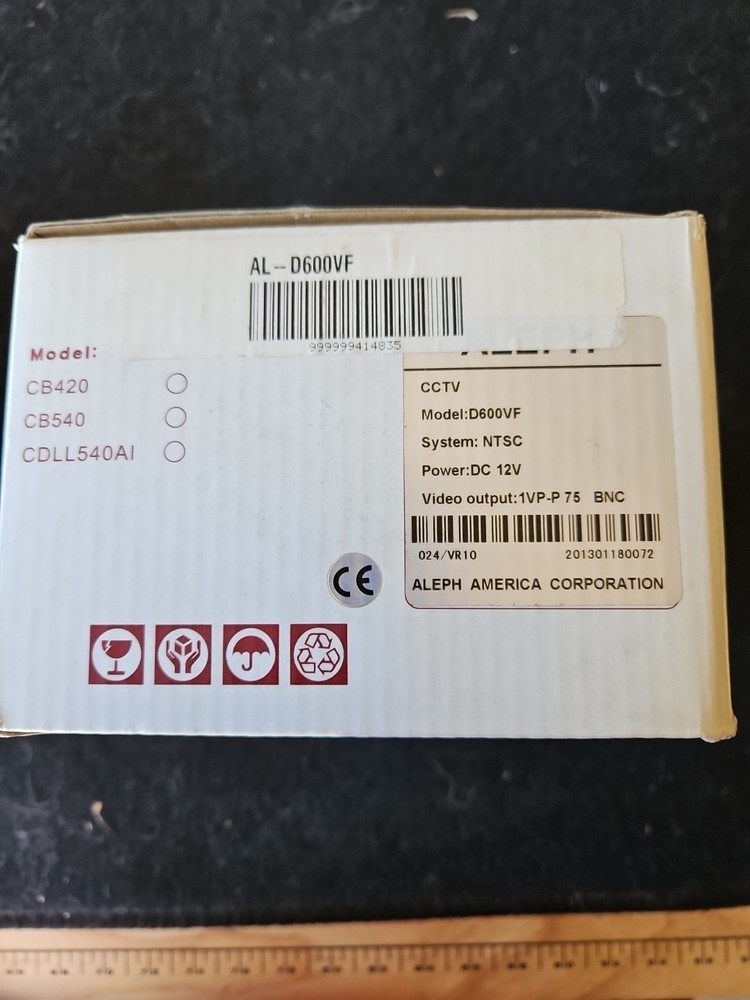 AL--D600VF
999999414835
Model:
CB420
CB540
CDLL540AI
ALEPH
CCTV
Model:D600VF
System: NTSC
Power:DC 12V
Video output:1VP-P 75 BNC
024/VR10 201301180072
ALEPH AMERICA CORPORATION
CE